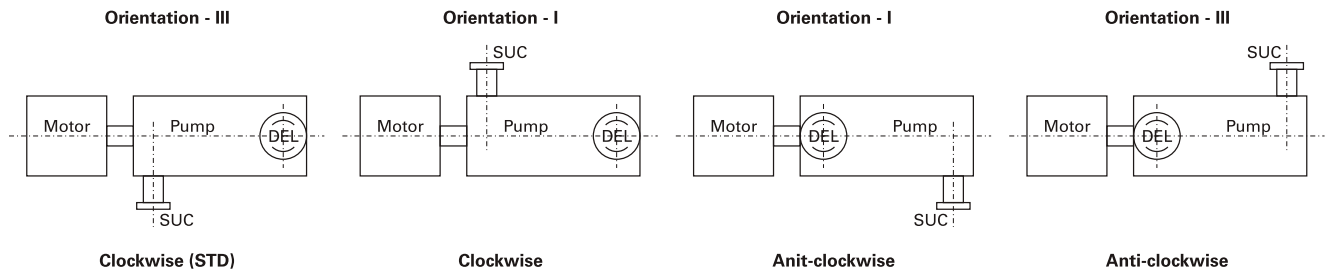 Orientation - III
Orientation - I
Orientation - I
Orientation - III
SUC
SUC
Motor
Pump
DEL
Motor
Pump
DEL
Motor
DEL
Pump
Motor
DEL
Pump
SUC
SUC
Clockwise (STD)
Clockwise
Anit-clockwise
Anti-clockwise